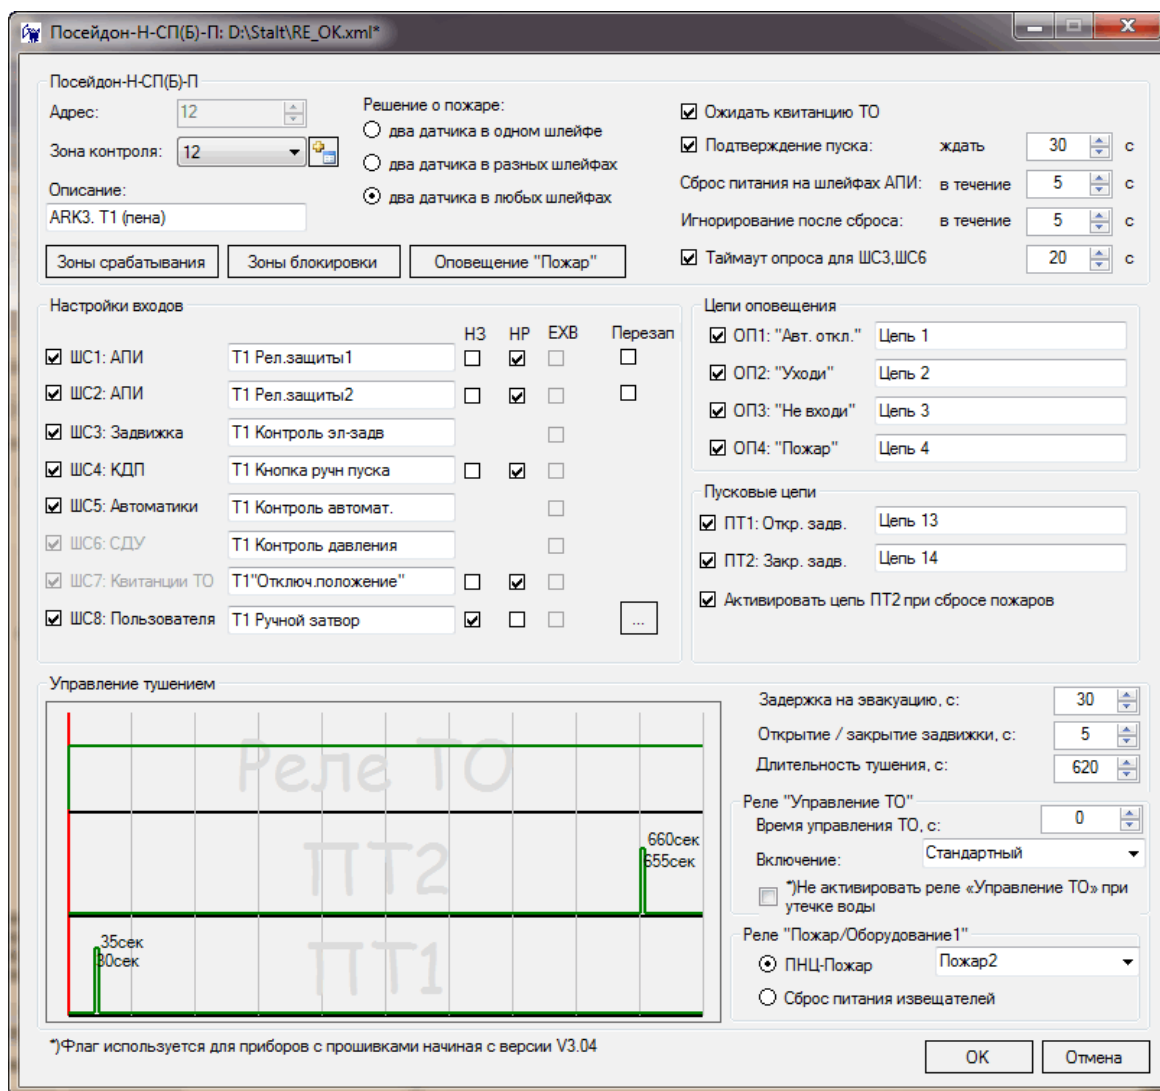 Посейдон-Н-СП(Б)-П: D:\Stalt\RE_OK.xml*
Посейдон-Н-СП(Б)-П
Адрес: 12
Зона контроля: 12
Описание:
ARK3. Т1 (пена)
Решение о пожаре:
два датчика в одном шлейфе
два датчика в разных шлейфах
два датчика в любых шлейфах
Зоны срабатывания Зоны блокировки Оповещение "Пожар"
Ожидать квитанцию ТО
Подтверждение пуска: ждать 30 с
Сброс питания на шлейфах АПИ: в течение 5 с
Игнорирование после сброса: в течение 5 с
Таймаут опроса для ШС3,ШС6 20 с
Настройки входов
НЗ НР ЕХВ Перезап
ШС1: АПИ Т1 Рел.защиты1
ШС2: АПИ Т1 Рел.защиты2
ШС3: Задвижка Т1 Контроль эл-задв
ШС4: КДП Т1 Кнопка ручн пуска
ШС5: Автоматики Т1 Контроль автомат.
ШС6: СДУ Т1 Контроль давления
ШС7: Квитанции ТО Т1"Отключ.положение"
ШС8: Пользователя Т1 Ручной затвор ...
Цепи оповещения
ОП1: "Авт. откл." Цепь 1
ОП2: "Уходи" Цепь 2
ОП3: "Не входи" Цепь 3
ОП4: "Пожар" Цепь 4
Пусковые цепи
ПТ1: Откр. задв. Цепь 13
ПТ2: Закр. задв. Цепь 14
Активировать цепь ПТ2 при сбросе пожаров
Управление тушением
Реле ТО
ПТ2
660сек
655сек
ПТ1
35сек
30сек
Задержка на эвакуацию, с: 30
Открытие / закрытие задвижки, с: 5
Длительность тушения, с: 620
Реле "Управление ТО"
Время управления ТО, с: 0
Включение: Стандартный
*)Не активировать реле «Управление ТО» при
утечке воды
Реле "Пожар/Оборудование1"
ПНЦ-Пожар Пожар2
Сброс питания извещателей
*)Флаг используется для приборов с прошивками начиная с версии V3.04
OK Отмена